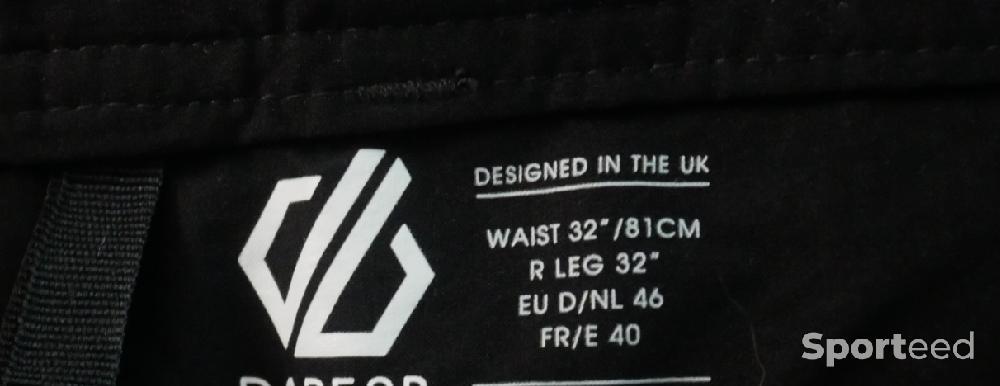 DESIGNED IN THE UK
WAIST 32"/81CM
R LEG 32"
EU D/NL 46
FR/E 40
Sporteed